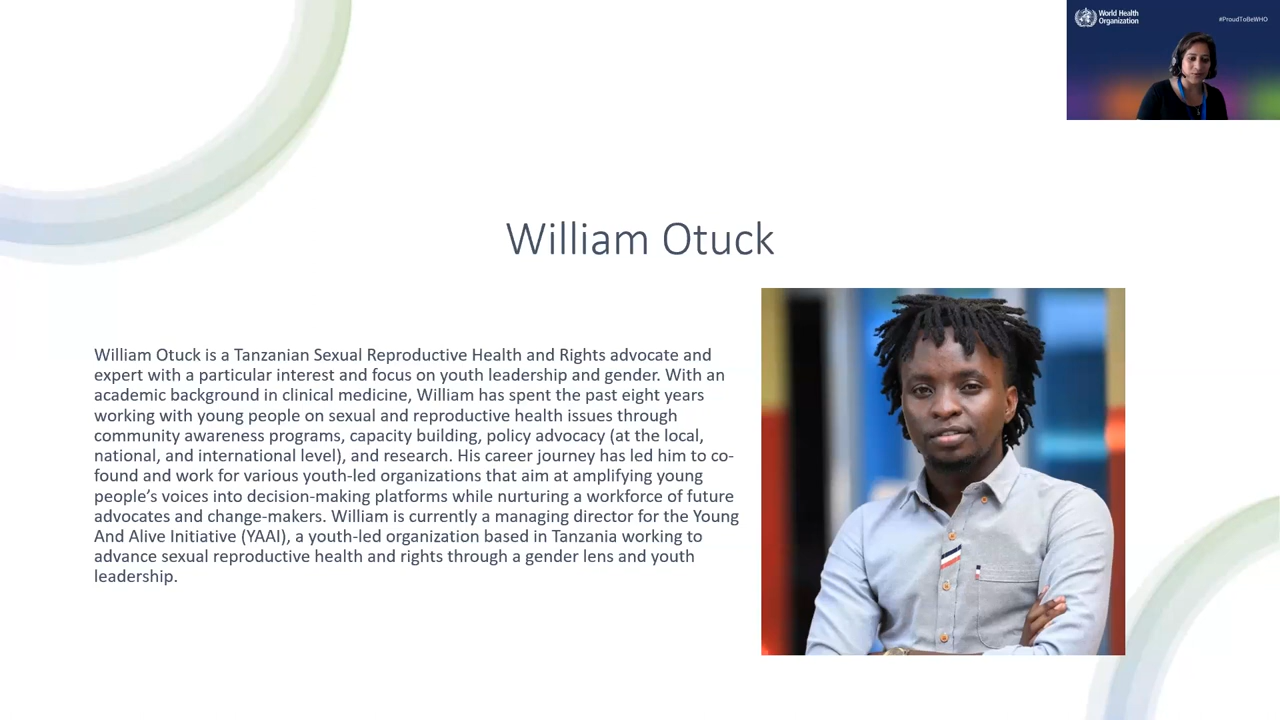 World Health
Organization
#ProudToBeWHO
William Otuck
William Otuck is a Tanzanian Sexual Reproductive Health and Rights advocate and
expert with a particular interest and focus on youth leadership and gender. With an
academic background in clinical medicine, William has spent the past eight years
working with young people on sexual and reproductive health issues through
community awareness programs, capacity building, policy advocacy (at the local,
national, and international level), and research. His career journey has led him to co-
found and work for various youth-led organizations that aim at amplifying young
people’s voices into decision-making platforms while nurturing a workforce of future
advocates and change-makers. William is currently a managing director for the Young
And Alive Initiative (YAAI), a youth-led organization based in Tanzania working to
advance sexual reproductive health and rights through a gender lens and youth
leadership.